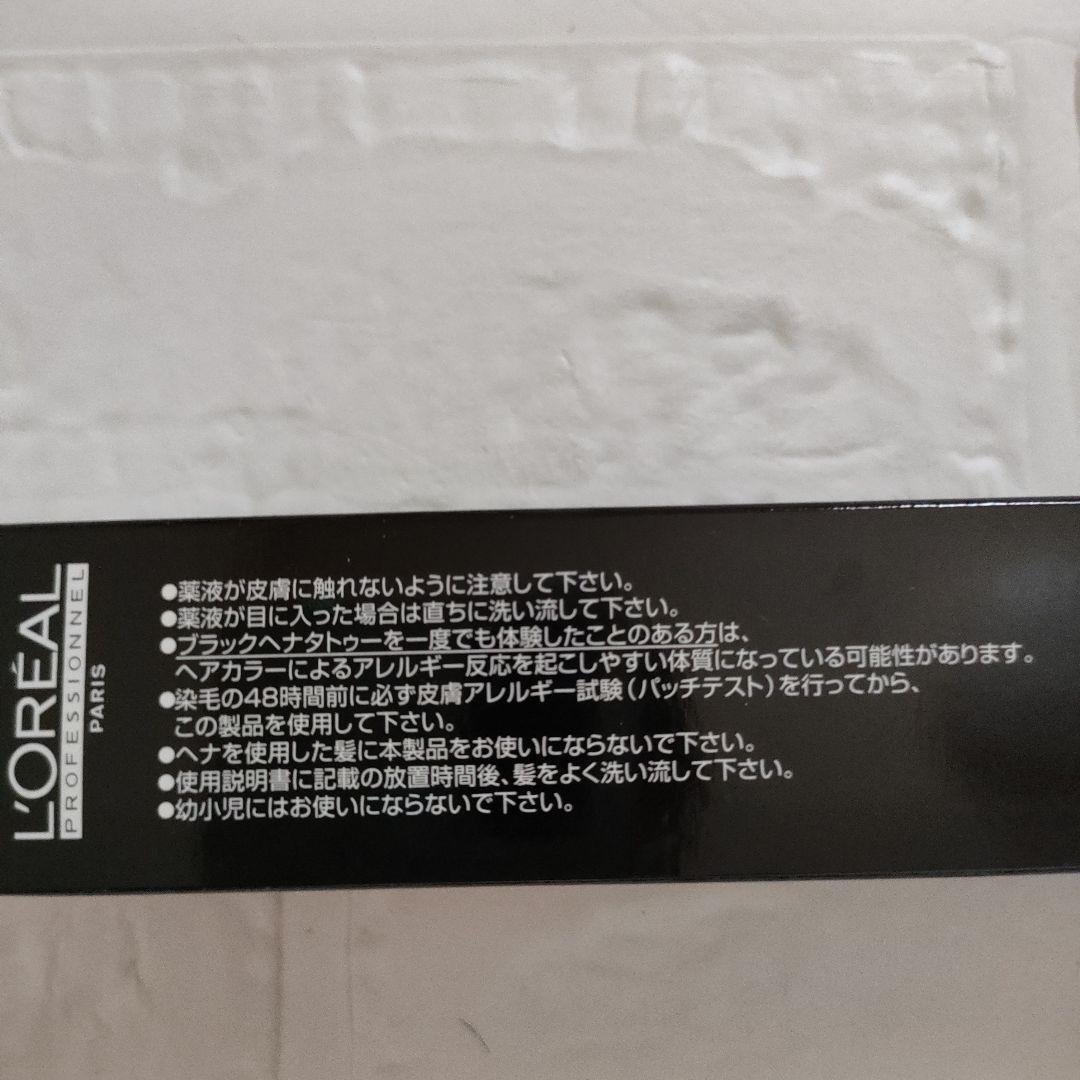 L'ORÉAL
PROFESSIONNEL
PARIS
●薬液が皮膚に触れないように注意して下さい。
●薬液が目に入った場合は直ちに洗い流して下さい。
●ブラックヘナタトゥーを一度でも体験したことのある方は、
ヘアカラーによるアレルギー反応を起こしやすい体質になっている可能性があります。
●染毛の48時間前に必ず皮膚アレルギー試験(パッチテスト)を行ってから、
この製品を使用して下さい。
●ヘナを使用した髪に本製品をお使いにならないで下さい。
●使用説明書に記載の放置時間後、髪をよく洗い流して下さい。
●幼小児にはお使いにならないで下さい。